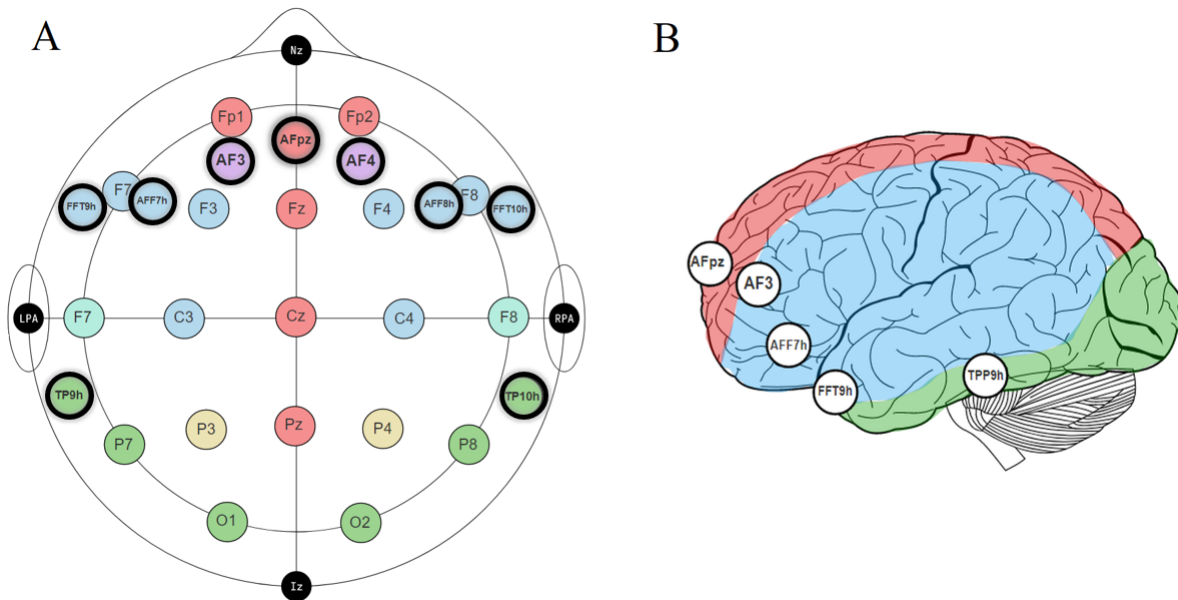 A
Nz
Fp1
Fp2
AFpz
AF3
AF4
F7
F8
FFT9h
AFF7h
F3
Fz
F4
AFF8h
FFT10h
LPA
F7
C3
Cz
C4
F8
RPA
TP9h
TP10h
P3
Pz
P4
P7
P8
O1
O2
Iz
B
AFpz
AF3
AFF7h
FFT9h
TPP9h